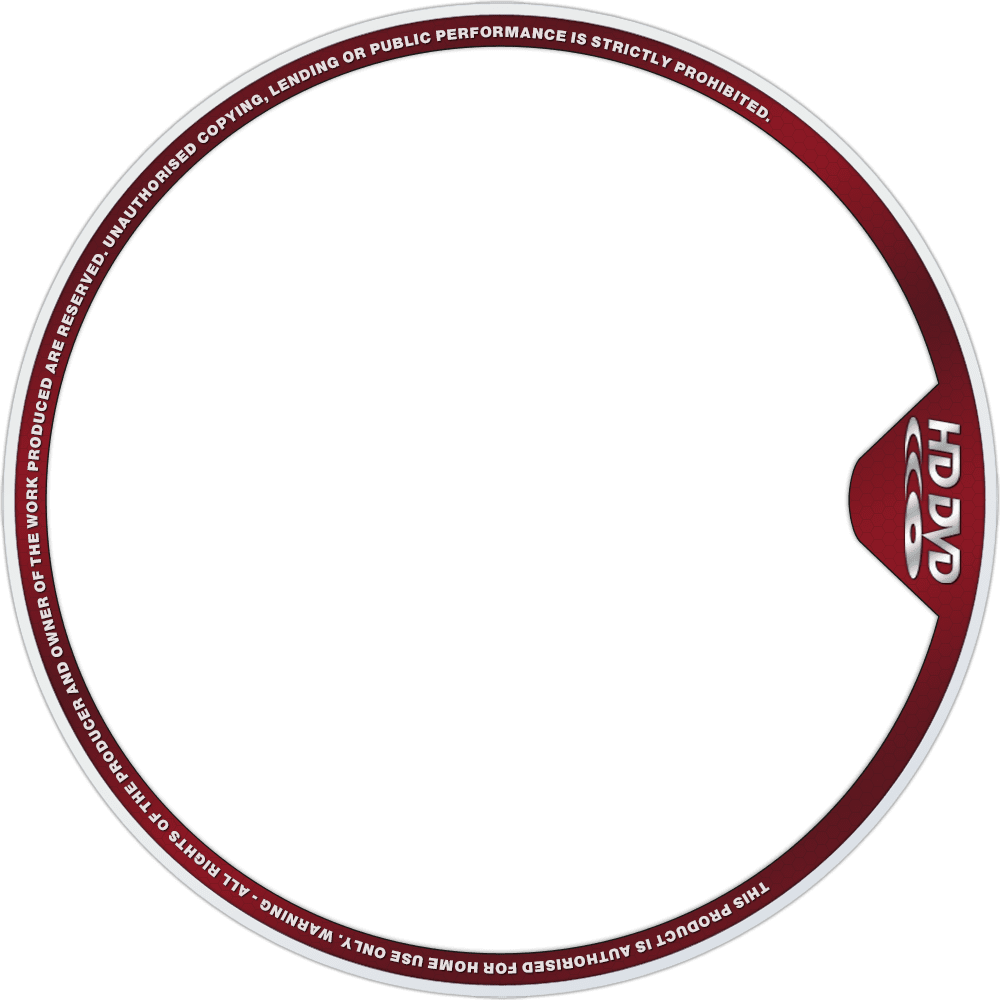 THIS PRODUCT IS AUTHORISED FOR HOME USE ONLY. WARNING - ALL RIGHTS OF THE PRODUCER AND OWNER OF THE WORK PRODUCED ARE RESERVED. UNAUTHORISED COPYING, LENDING OR PUBLIC PERFORMANCE IS STRICTLY PROHIBITED.
HD DVD